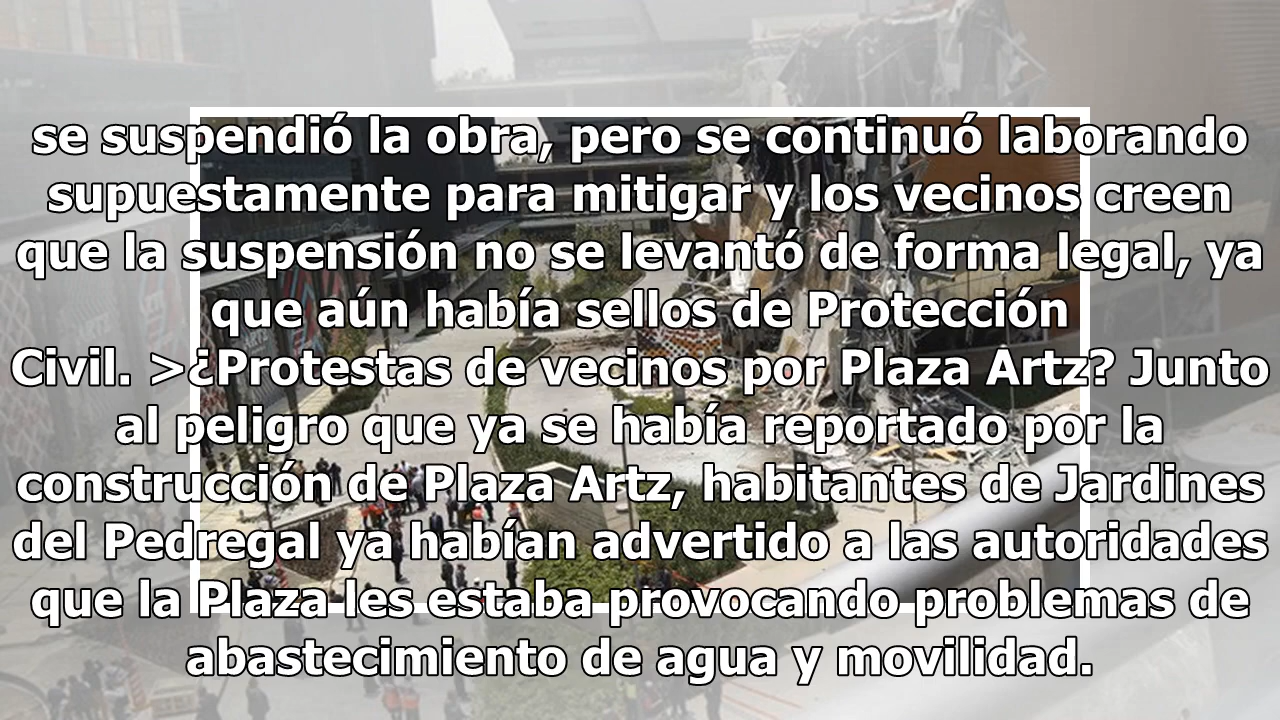 se suspendió la obra, pero se continuó laborando
supuestamente para mitigar y los vecinos creen
que la suspensión no se levantó de forma legal, ya
que aún había sellos de Protección
Civil. >¿Protestas de vecinos por Plaza Artz? Junto
al peligro que ya se había reportado por la
construcción de Plaza Artz, habitantes de Jardines
del Pedregal ya habían advertido a las autoridades
que la Plaza les estaba provocando problemas de
abastecimiento de agua y movilidad.